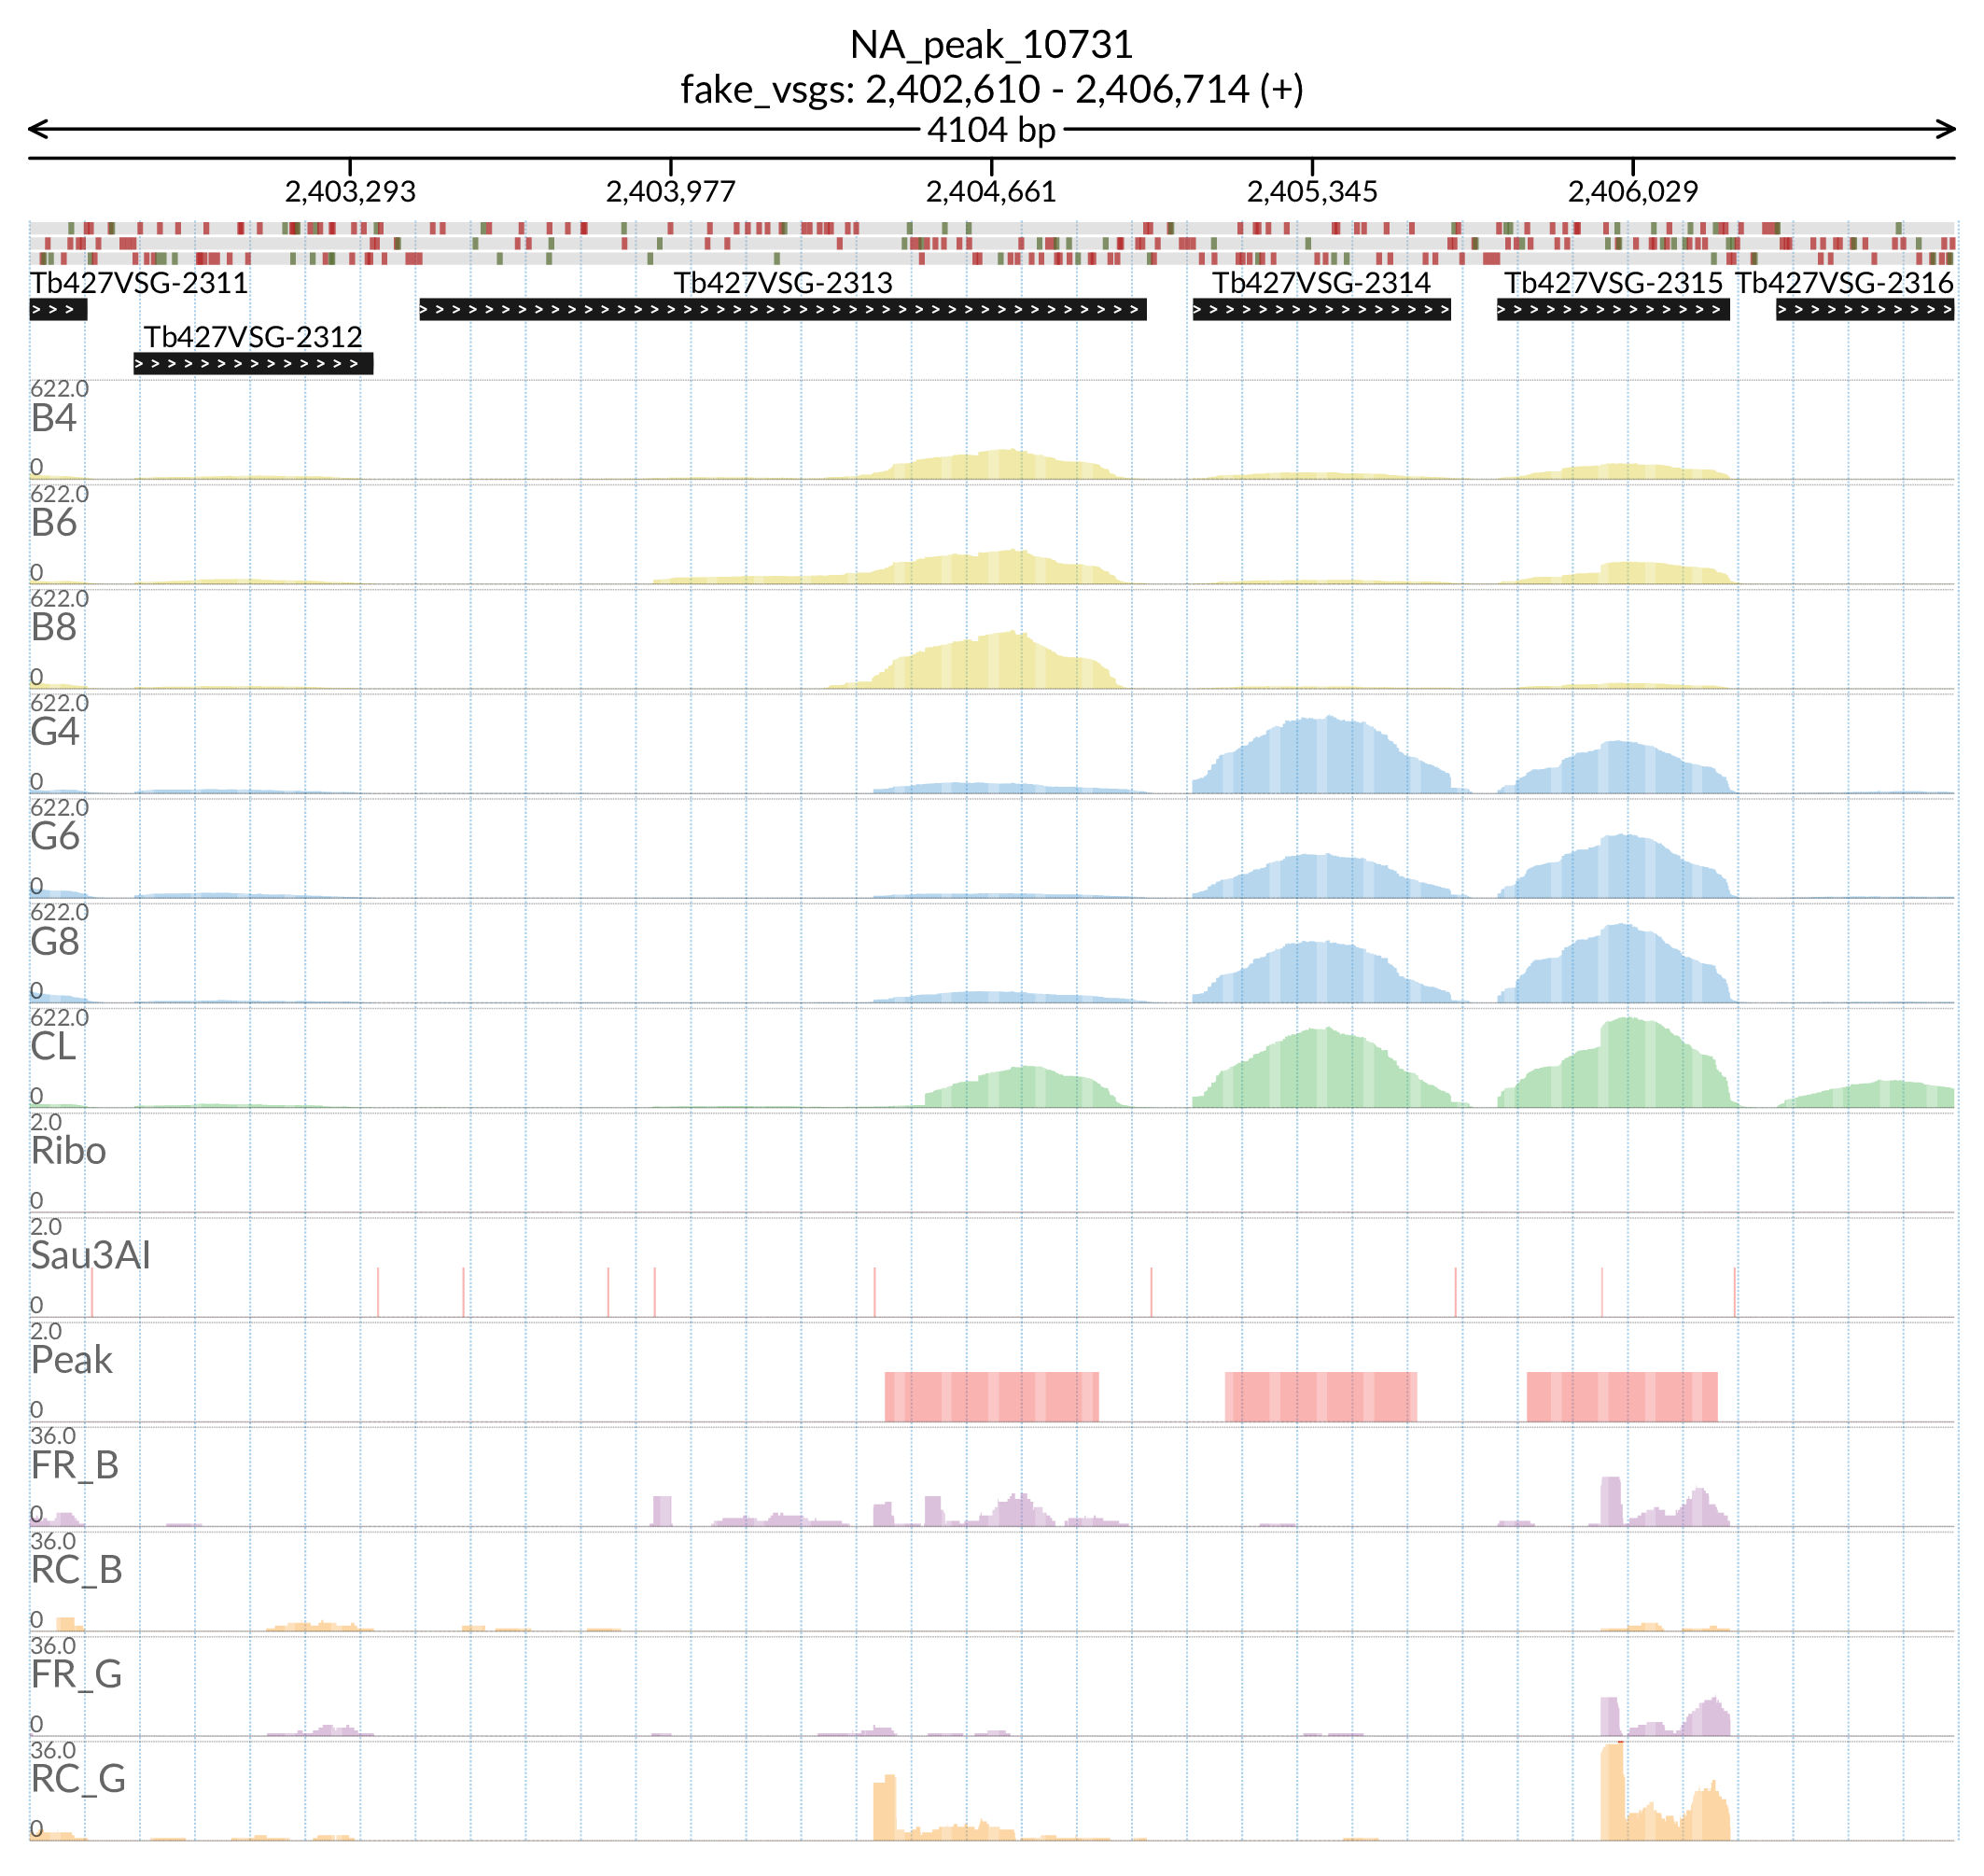 NA_peak_10731
fake_vsgs: 2,402,610 - 2,406,714 (+)
4104 bp
2,403,293 2,403,977 2,404,661 2,405,345 2,406,029
Tb427VSG-2311 Tb427VSG-2313 Tb427VSG-2314 Tb427VSG-2315 Tb427VSG-2316
Tb427VSG-2312
622.0
B4
0
622.0
B6
0
622.0
B8
0
622.0
G4
0
622.0
G6
0
622.0
G8
0
622.0
CL
0
2.0
Ribo
0
2.0
Sau3AI
0
2.0
Peak
0
36.0
FR_B
0
36.0
RC_B
0
36.0
FR_G
0
36.0
RC_G
0